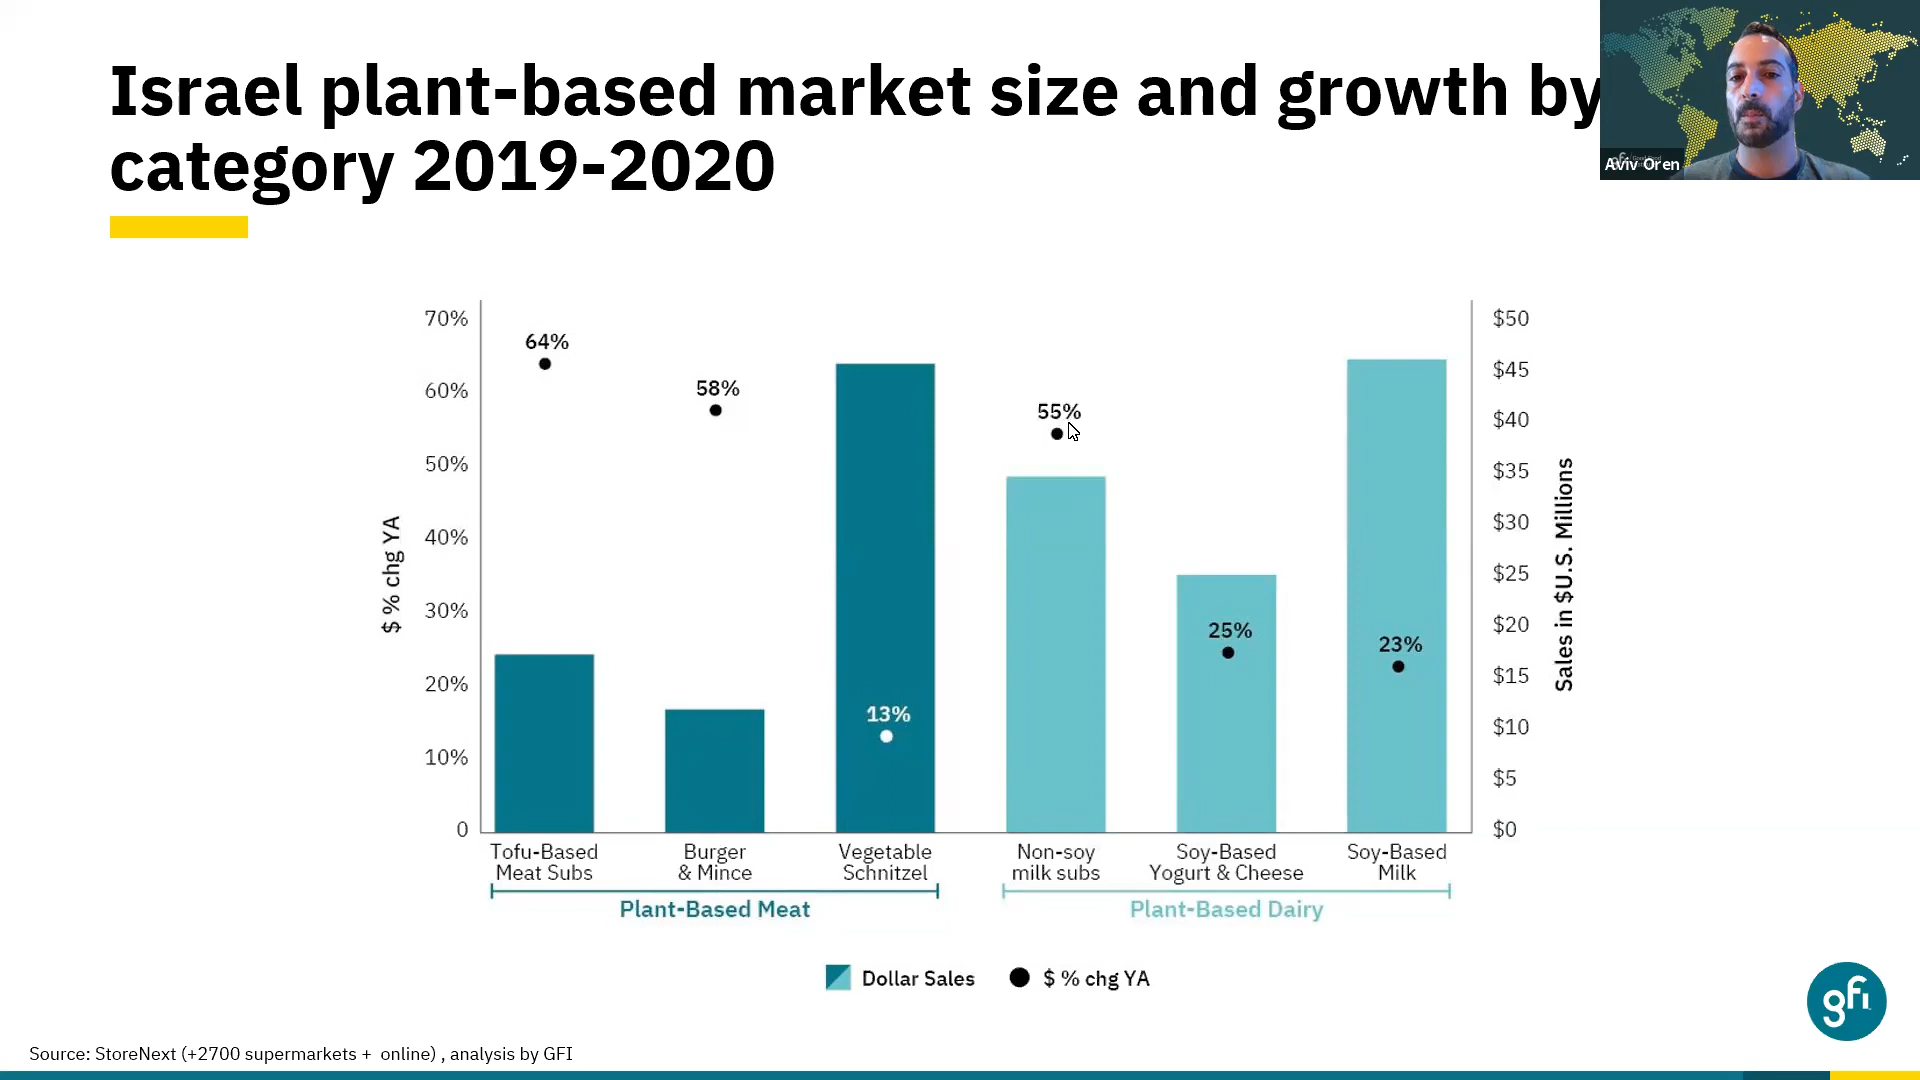 Israel plant-based market size and growth by
category 2019-2020
Aviv Oren
70%
60%
50%
40%
30%
20%
10%
0
$ % chg YA
64%
58%
13%
55%
25%
23%
$50
$45
$40
$35
$30
$25
$20
$15
$10
$5
$0
Sales in $U.S. Millions
Tofu-Based
Meat Subs
Burger
& Mince
Vegetable
Schnitzel
Non-soy
milk subs
Soy-Based
Yogurt & Cheese
Soy-Based
Milk
Plant-Based Meat
Plant-Based Dairy
Dollar Sales
$ % chg YA
gfi
Source: StoreNext (+2700 supermarkets + online) , analysis by GFI